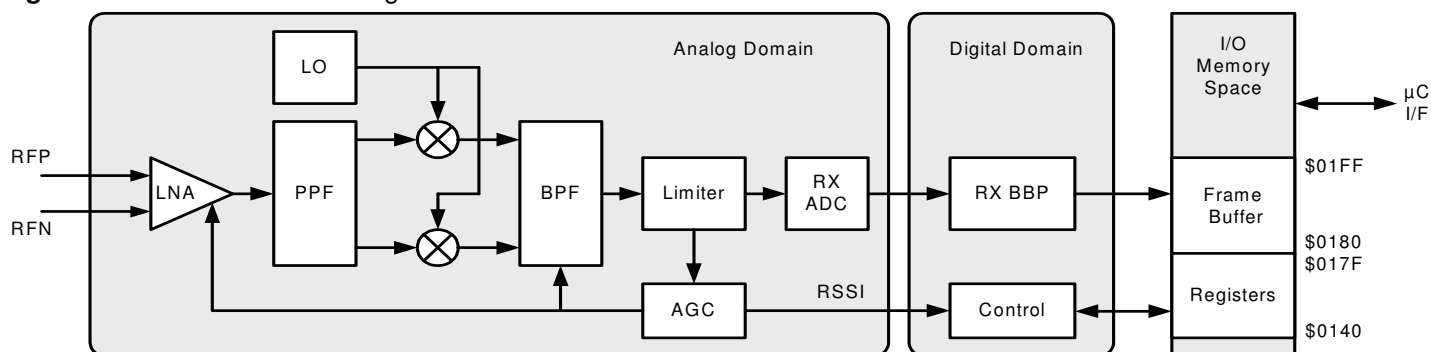 Analog Domain
Digital Domain
I/O
Memory
Space
LO
µC
I/F
RFP
RFN
LNA
PPF
BPF
Limiter
RX
ADC
RX BBP
Frame
Buffer
$01FF
$0180
$017F
AGC
RSSI
Control
Registers
$0140